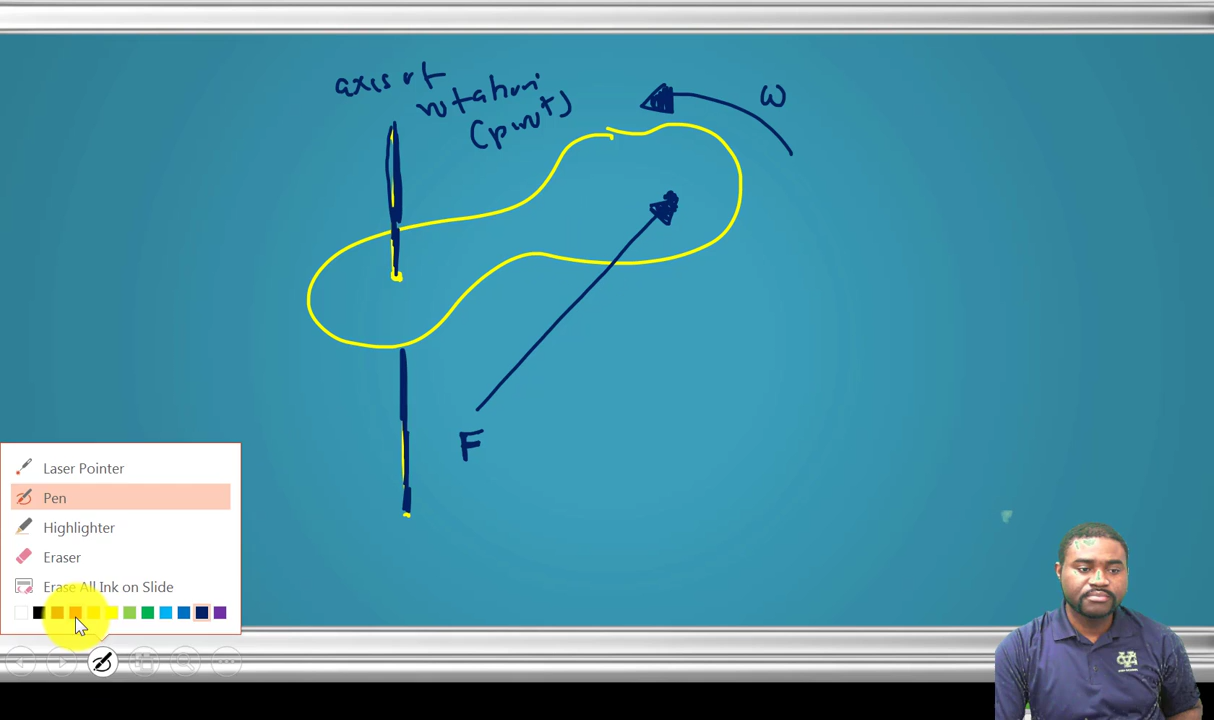 axis of
rotation
(pivot)
ω
F
Laser Pointer
Pen
Highlighter
Eraser
Erase All Ink on Slide